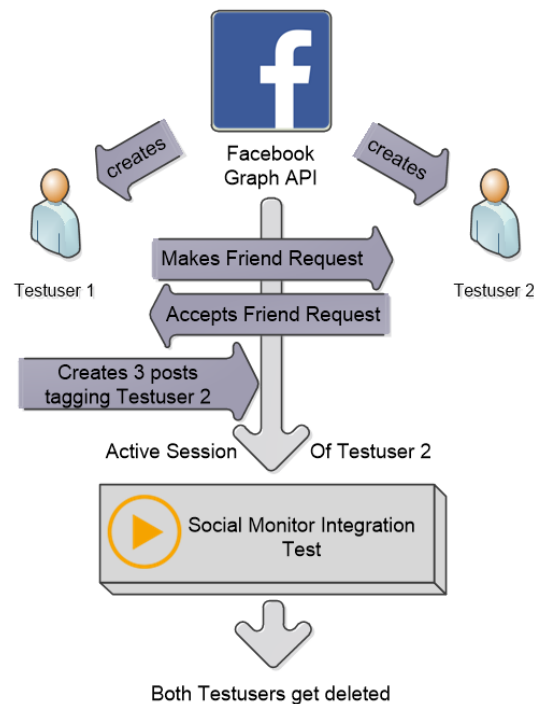 creates
creates
Facebook
Graph API
Testuser 1
Testuser 2
Makes Friend Request
Accepts Friend Request
Creates 3 posts
tagging Testuser 2
Active Session
Of Testuser 2
Social Monitor Integration
Test
Both Testusers get deleted